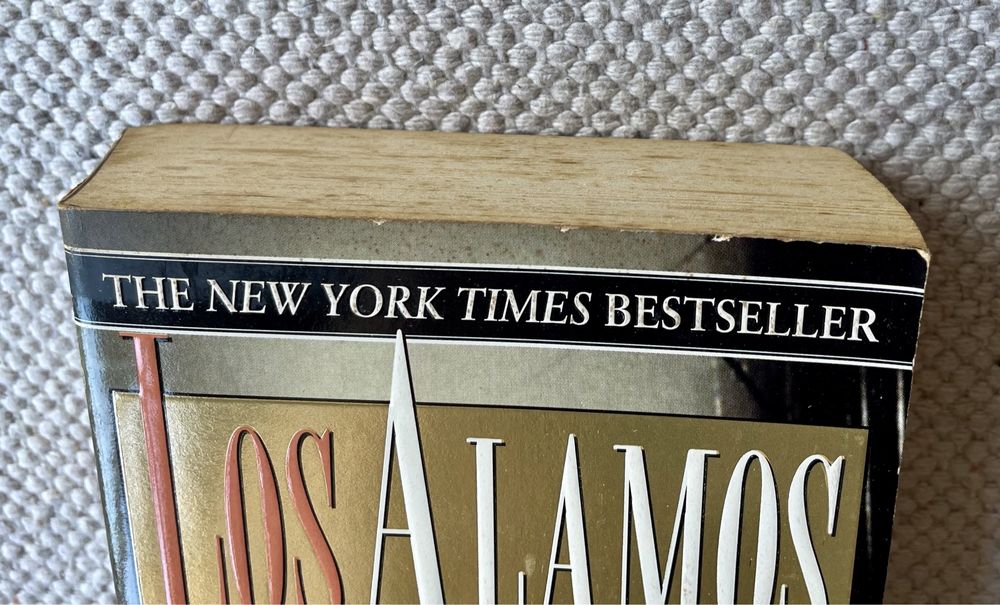 THE NEW YORK TIMES BESTSELLER
LOS ALAMOS